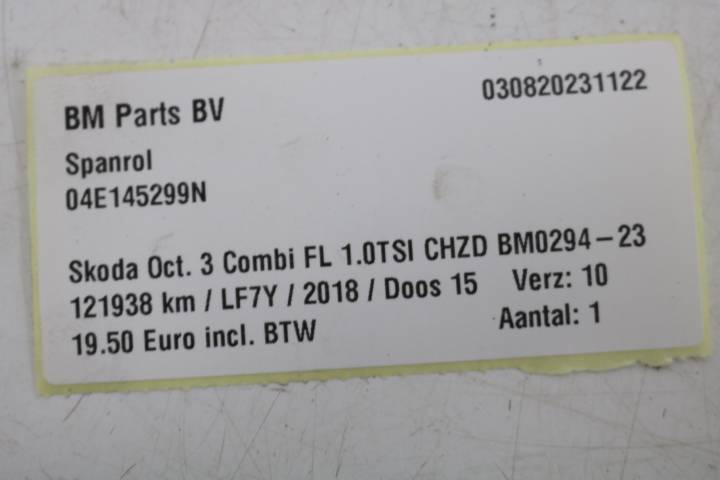 BM Parts BV 030820231122
Spanrol
04E145299N
Skoda Oct. 3 Combi FL 1.0TSI CHZD BM0294-23
121938 km / LF7Y / 2018 / Doos 15 Verz: 10
19.50 Euro incl. BTW Aantal: 1